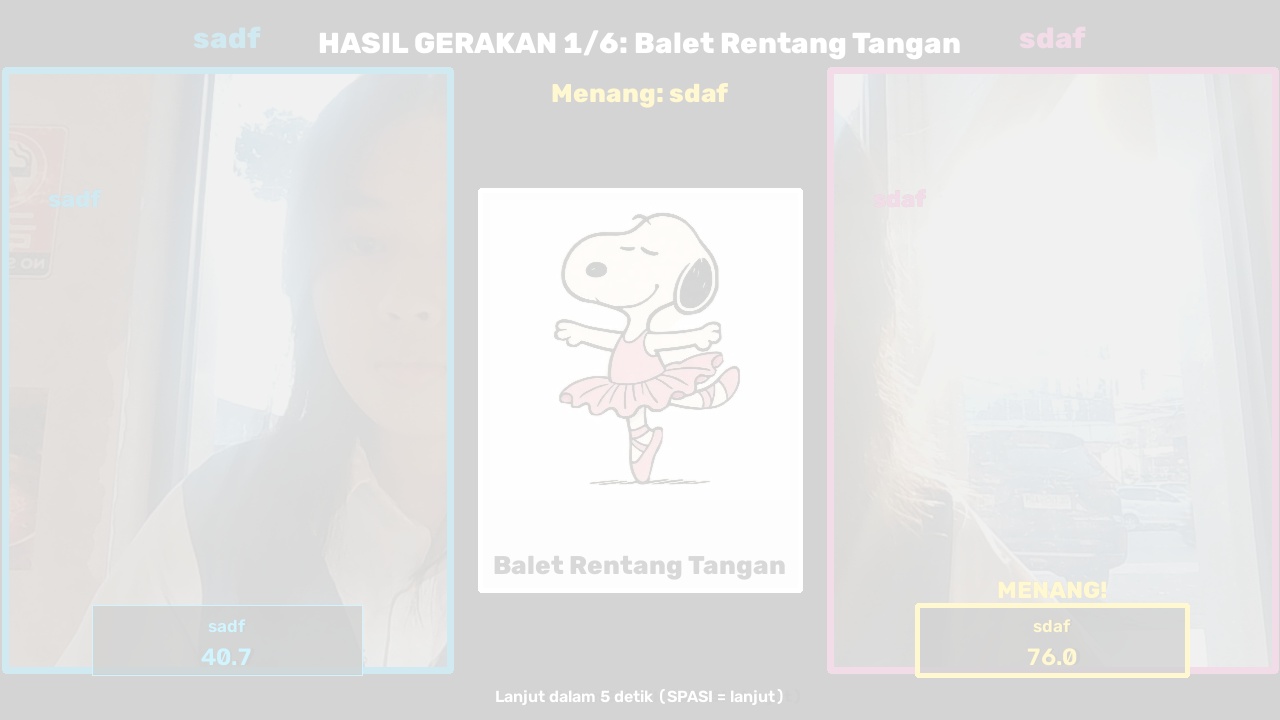 sadf
HASIL GERAKAN 1/6: Balet Rentang Tangan
sdaf
Menang: sdaf
sadf
sdaf
ON
Balet Rentang Tangan
MENANG!
sadf
40.7
sdaf
76.0
Lanjut dalam 5 detik (SPASI = lanjut)